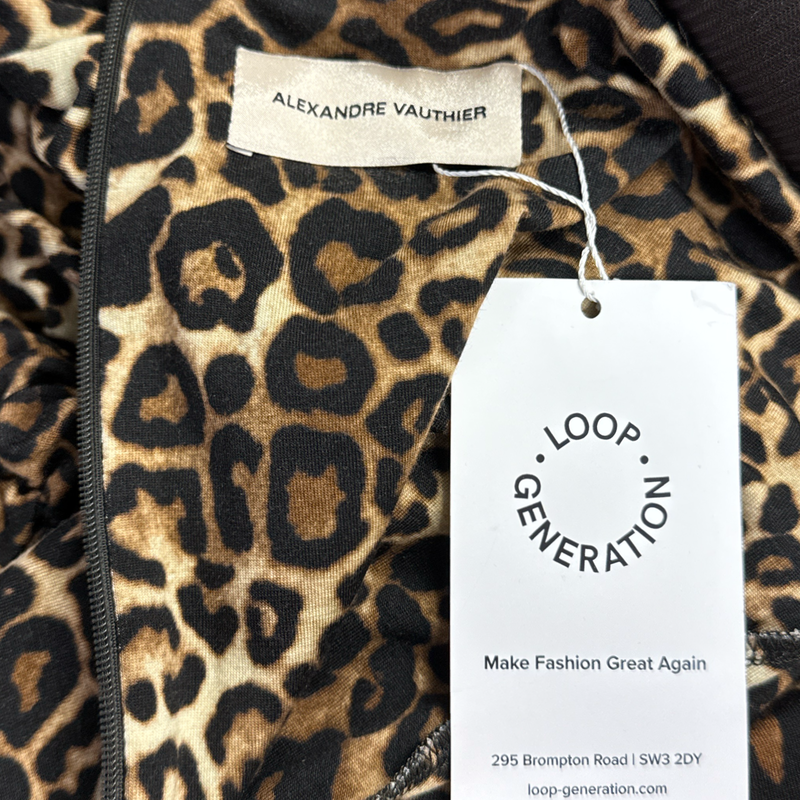 ALEXANDRE VAUTHIER
· LOOP ·
GENERATION
Make Fashion Great Again
295 Brompton Road | SW3 2DY
loop-generation.com